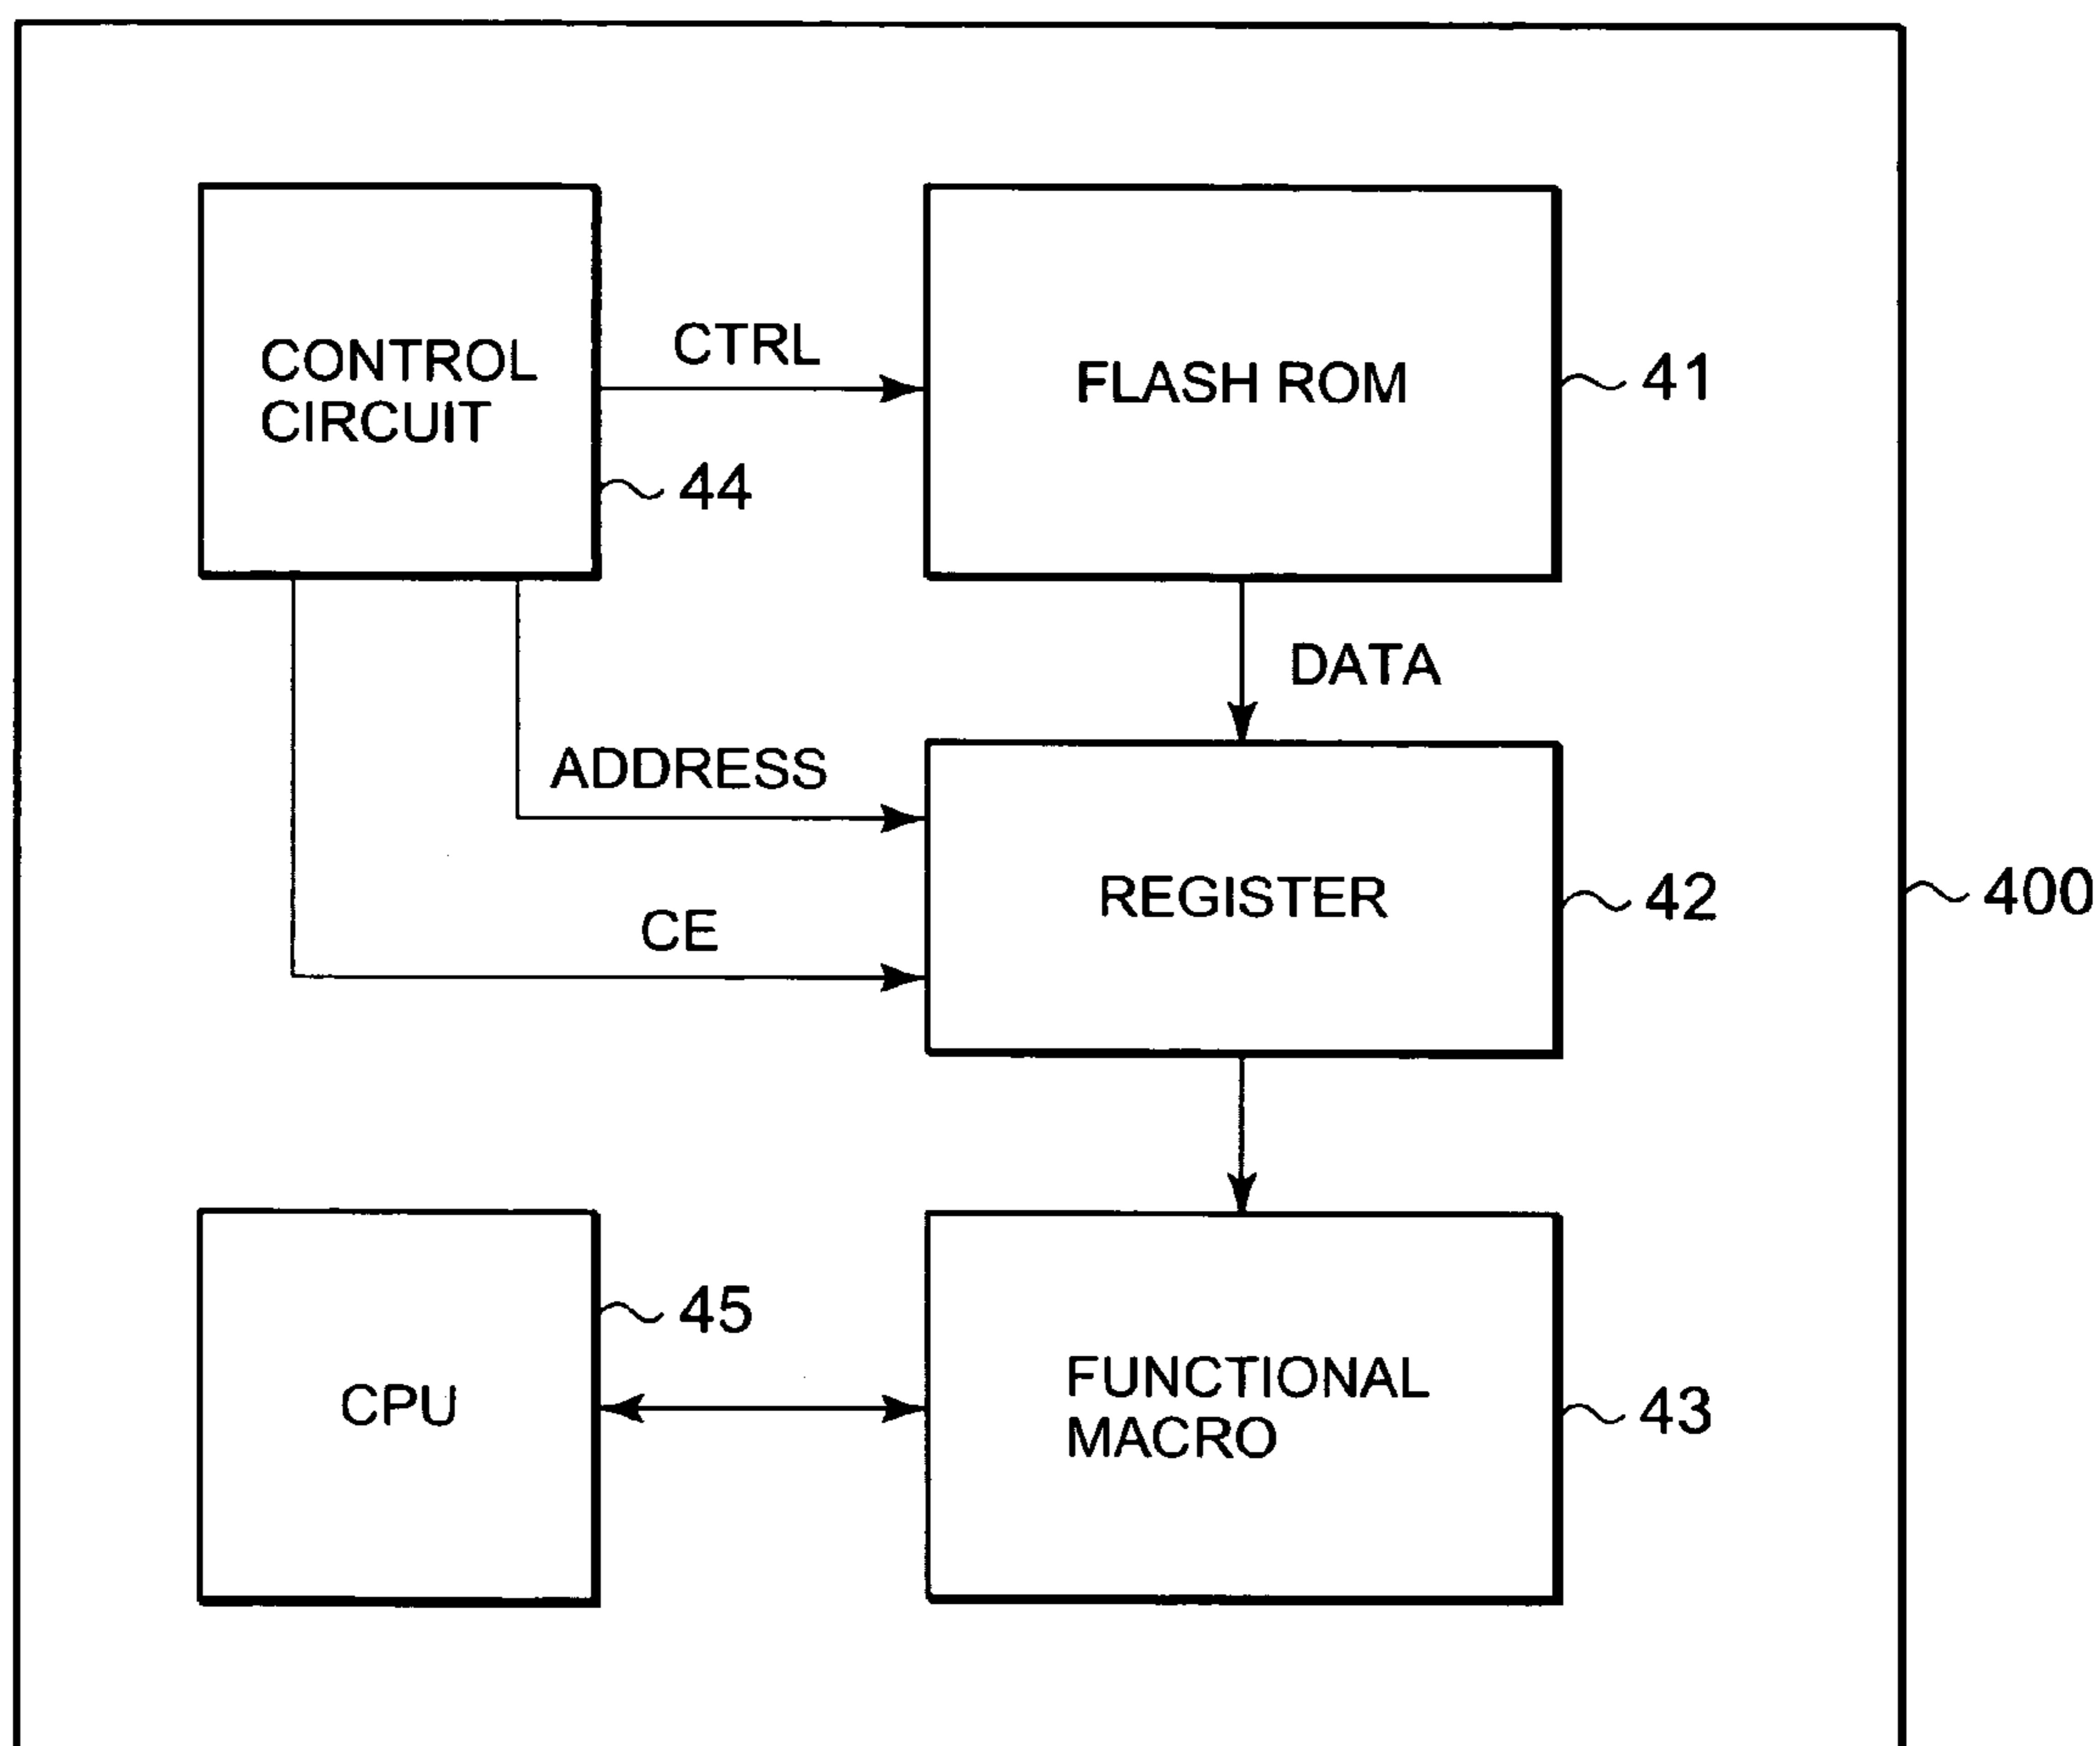 CONTROL
CIRCUIT
44
CTRL
FLASH ROM
41
DATA
ADDRESS
CE
REGISTER
42
400
CPU
45
FUNCTIONAL
MACRO
43